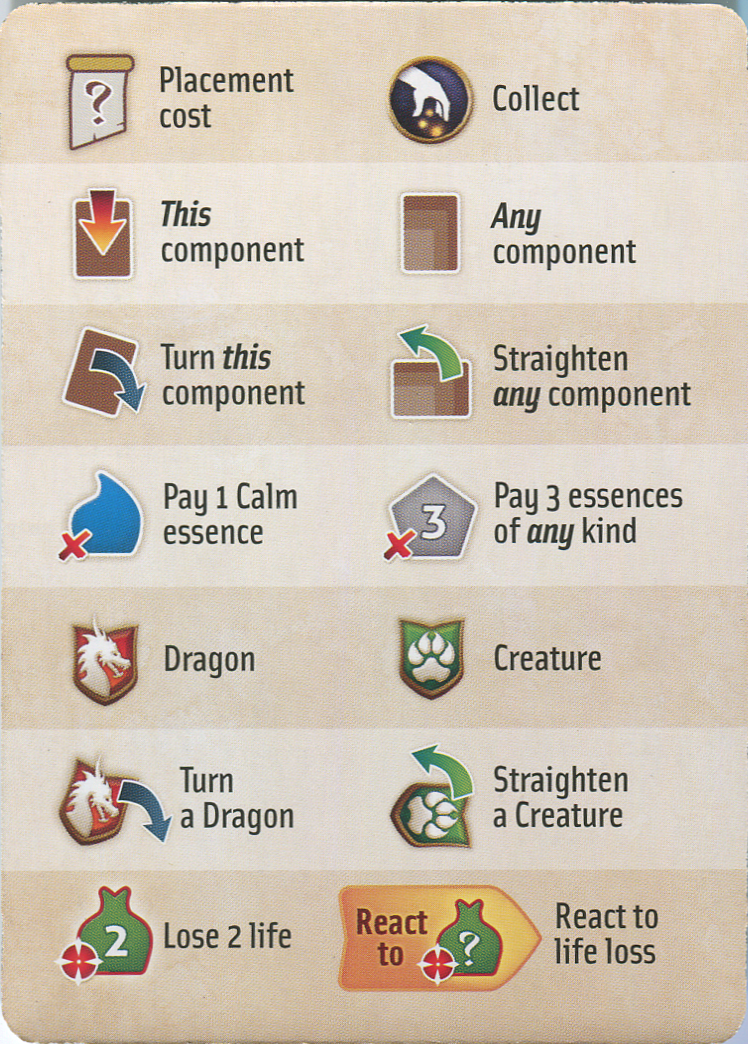 ?
Placement
cost
Collect
This
component
Any
component
Turn this
component
Straighten
any component
Pay 1 Calm
essence
3
Pay 3 essences
of any kind
Dragon
Creature
Turn
a Dragon
Straighten
a Creature
2
Lose 2 life
React
to
?
React to
life loss